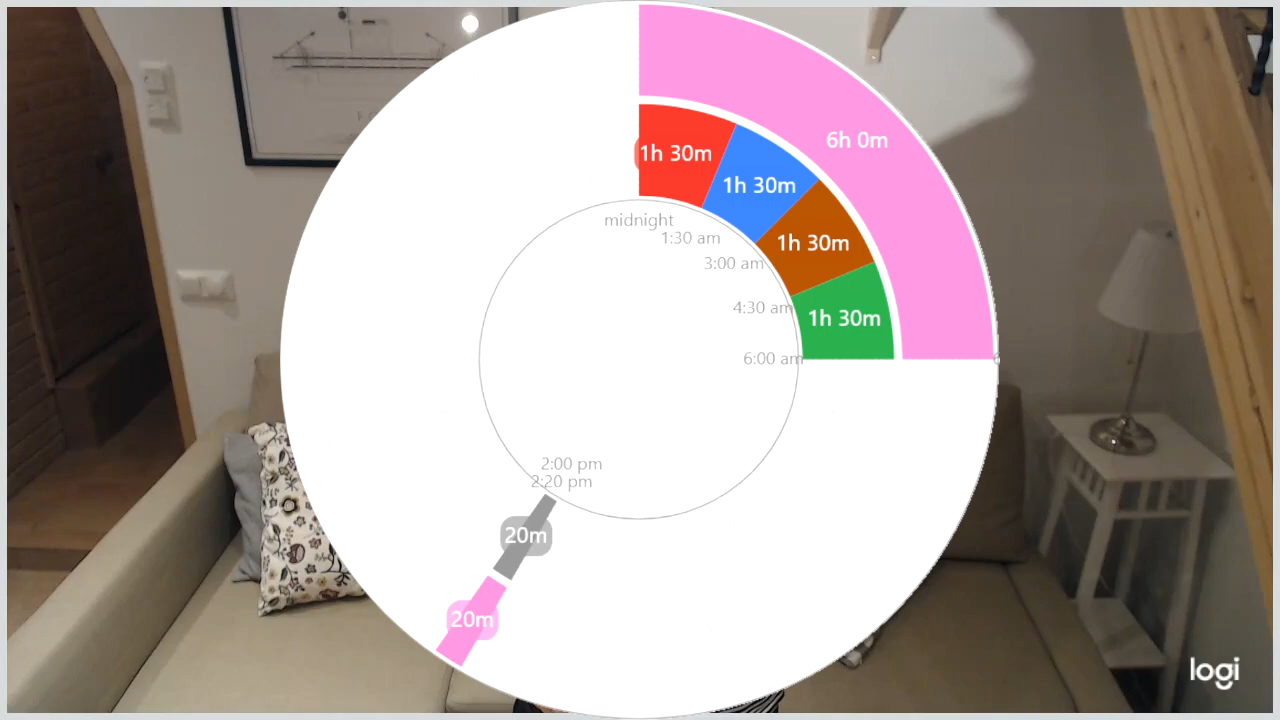 6h 0m
1h 30m
1h 30m
1h 30m
1h 30m
midnight
1:30 am
3:00 am
4:30 am
6:00 am
2:00 pm
2:20 pm
20m
20m
logi